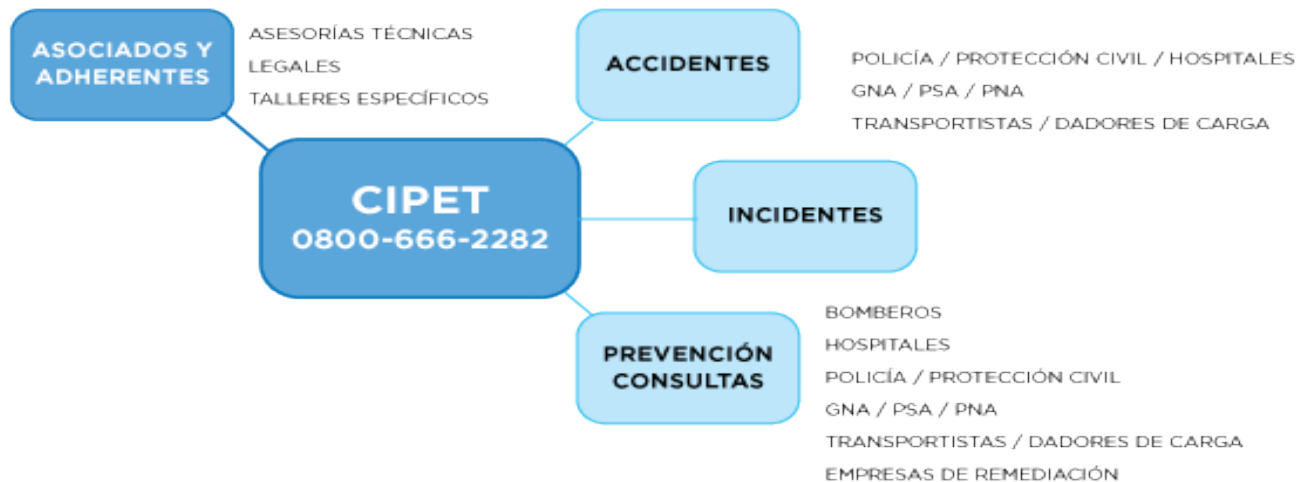 ASOCIADOS Y
ADHERENTES
ASESORÍAS TÉCNICAS
LEGALES
TALLERES ESPECÍFICOS
CIPET
0800-666-2282
ACCIDENTES
POLICÍA / PROTECCIÓN CIVIL / HOSPITALES
GNA / PSA / PNA
TRANSPORTISTAS / DADORES DE CARGA
INCIDENTES
PREVENCIÓN
CONSULTAS
BOMBEROS
HOSPITALES
POLICÍA / PROTECCIÓN CIVIL
GNA / PSA / PNA
TRANSPORTISTAS / DADORES DE CARGA
EMPRESAS DE REMEDIACIÓN